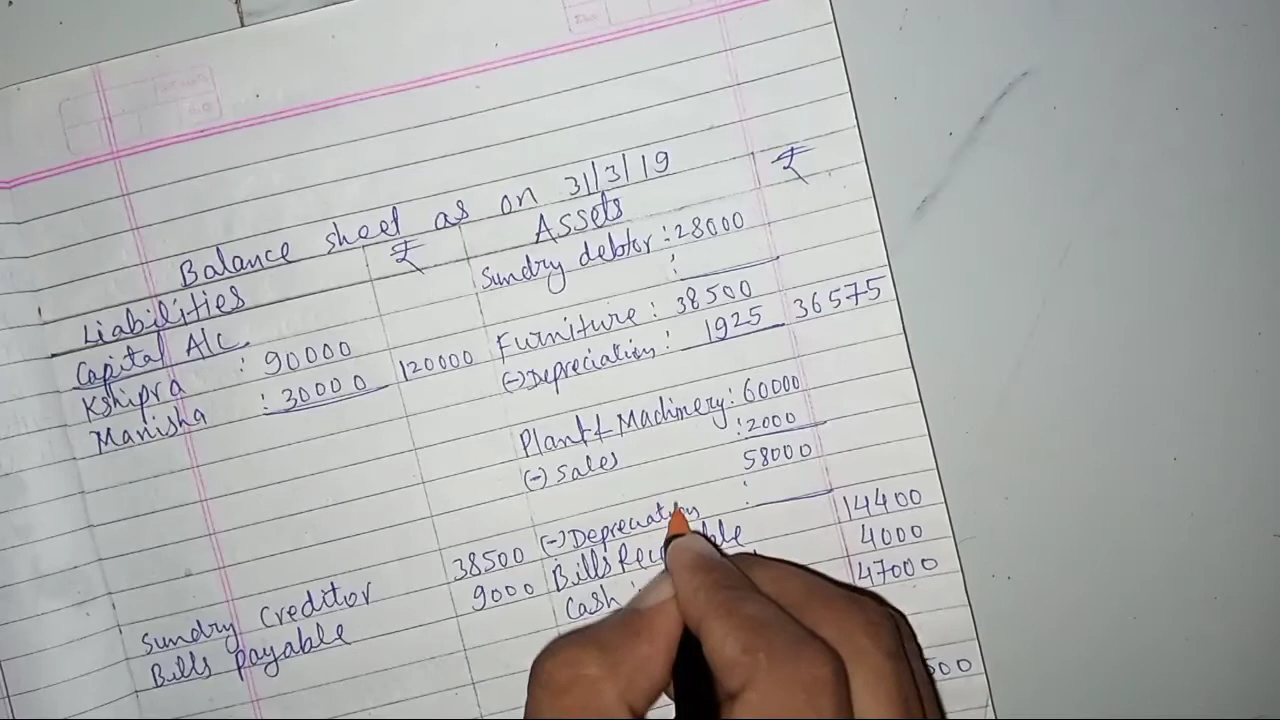 Balance sheet as on 31/3/19
Liabilities ₹ Assets ₹
Capital A/C
Kshipra : 90000
Manisha : 30000 120000
Sundry debtor : 28000
:
Furniture : 38500
(-) Depreciation : 1925 36575
Plant & Machinery : 60000
(-) Sales : 2000
58000
(-) Depreciation :
Sundry Creditor 38500
Bills payable 9000
Bills 14400
Cash 4000
47000
500